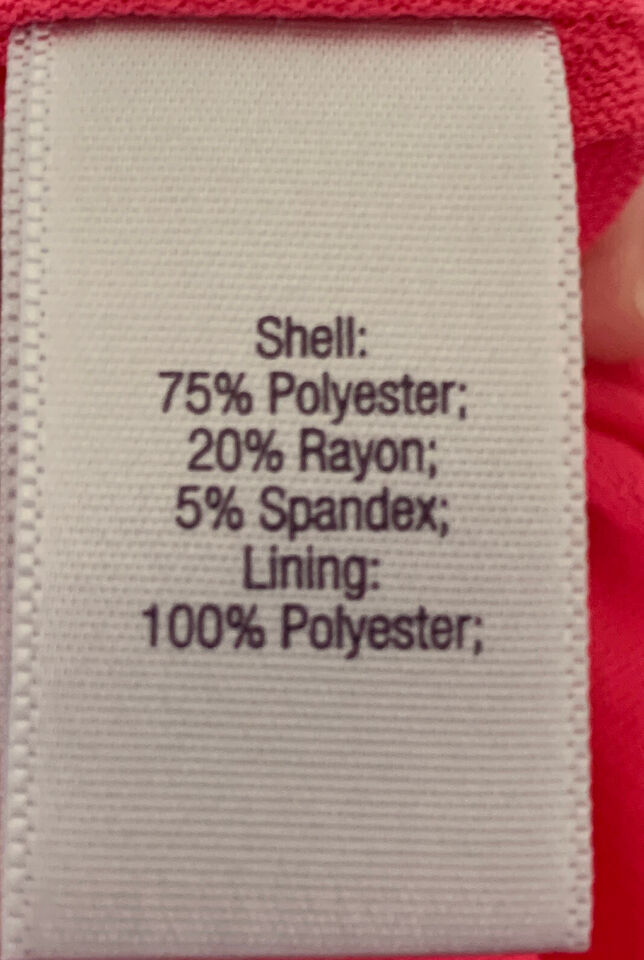 Shell:
75% Polyester;
20% Rayon;
5% Spandex;
Lining:
100% Polyester;